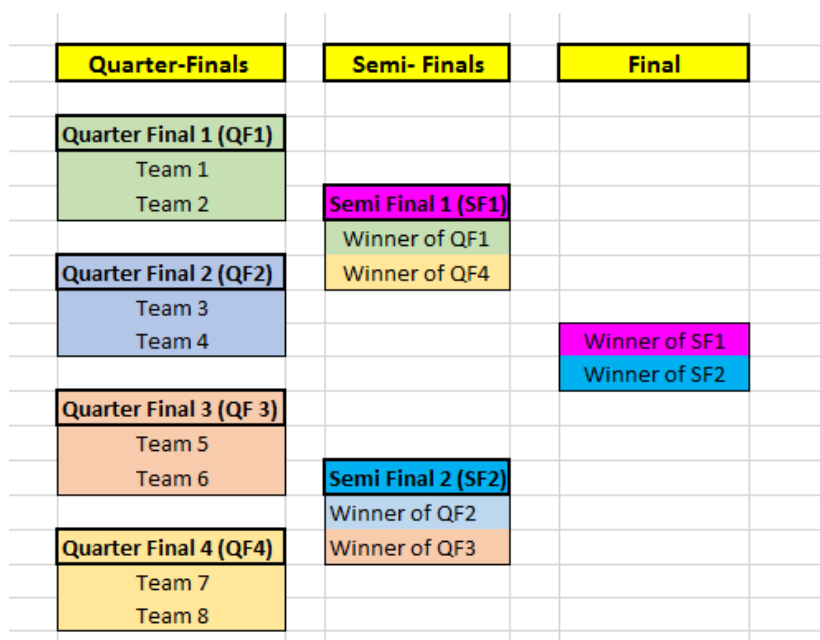 Quarter-Finals
Semi- Finals
Final
Quarter Final 1 (QF1)
Team 1
Team 2
Quarter Final 2 (QF2)
Team 3
Team 4
Quarter Final 3 (QF 3)
Team 5
Team 6
Quarter Final 4 (QF4)
Team 7
Team 8
Semi Final 1 (SF1)
Winner of QF1
Winner of QF4
Semi Final 2 (SF2)
Winner of QF2
Winner of QF3
Winner of SF1
Winner of SF2